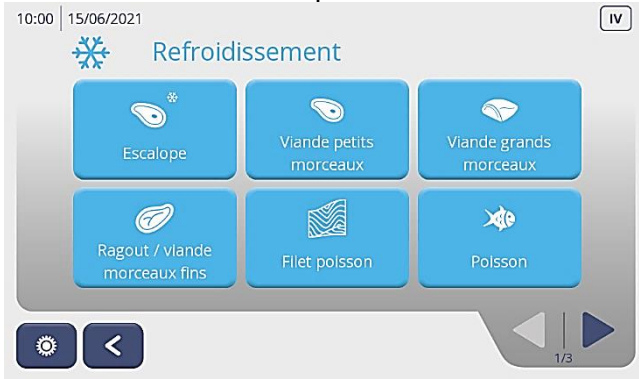 10:00 15/06/2021
IV
Refroidissement
Escalope
Viande petits
morceaux
Viande grands
morceaux
Ragout / viande
morceaux fins
Filet poisson
Poisson
1/3